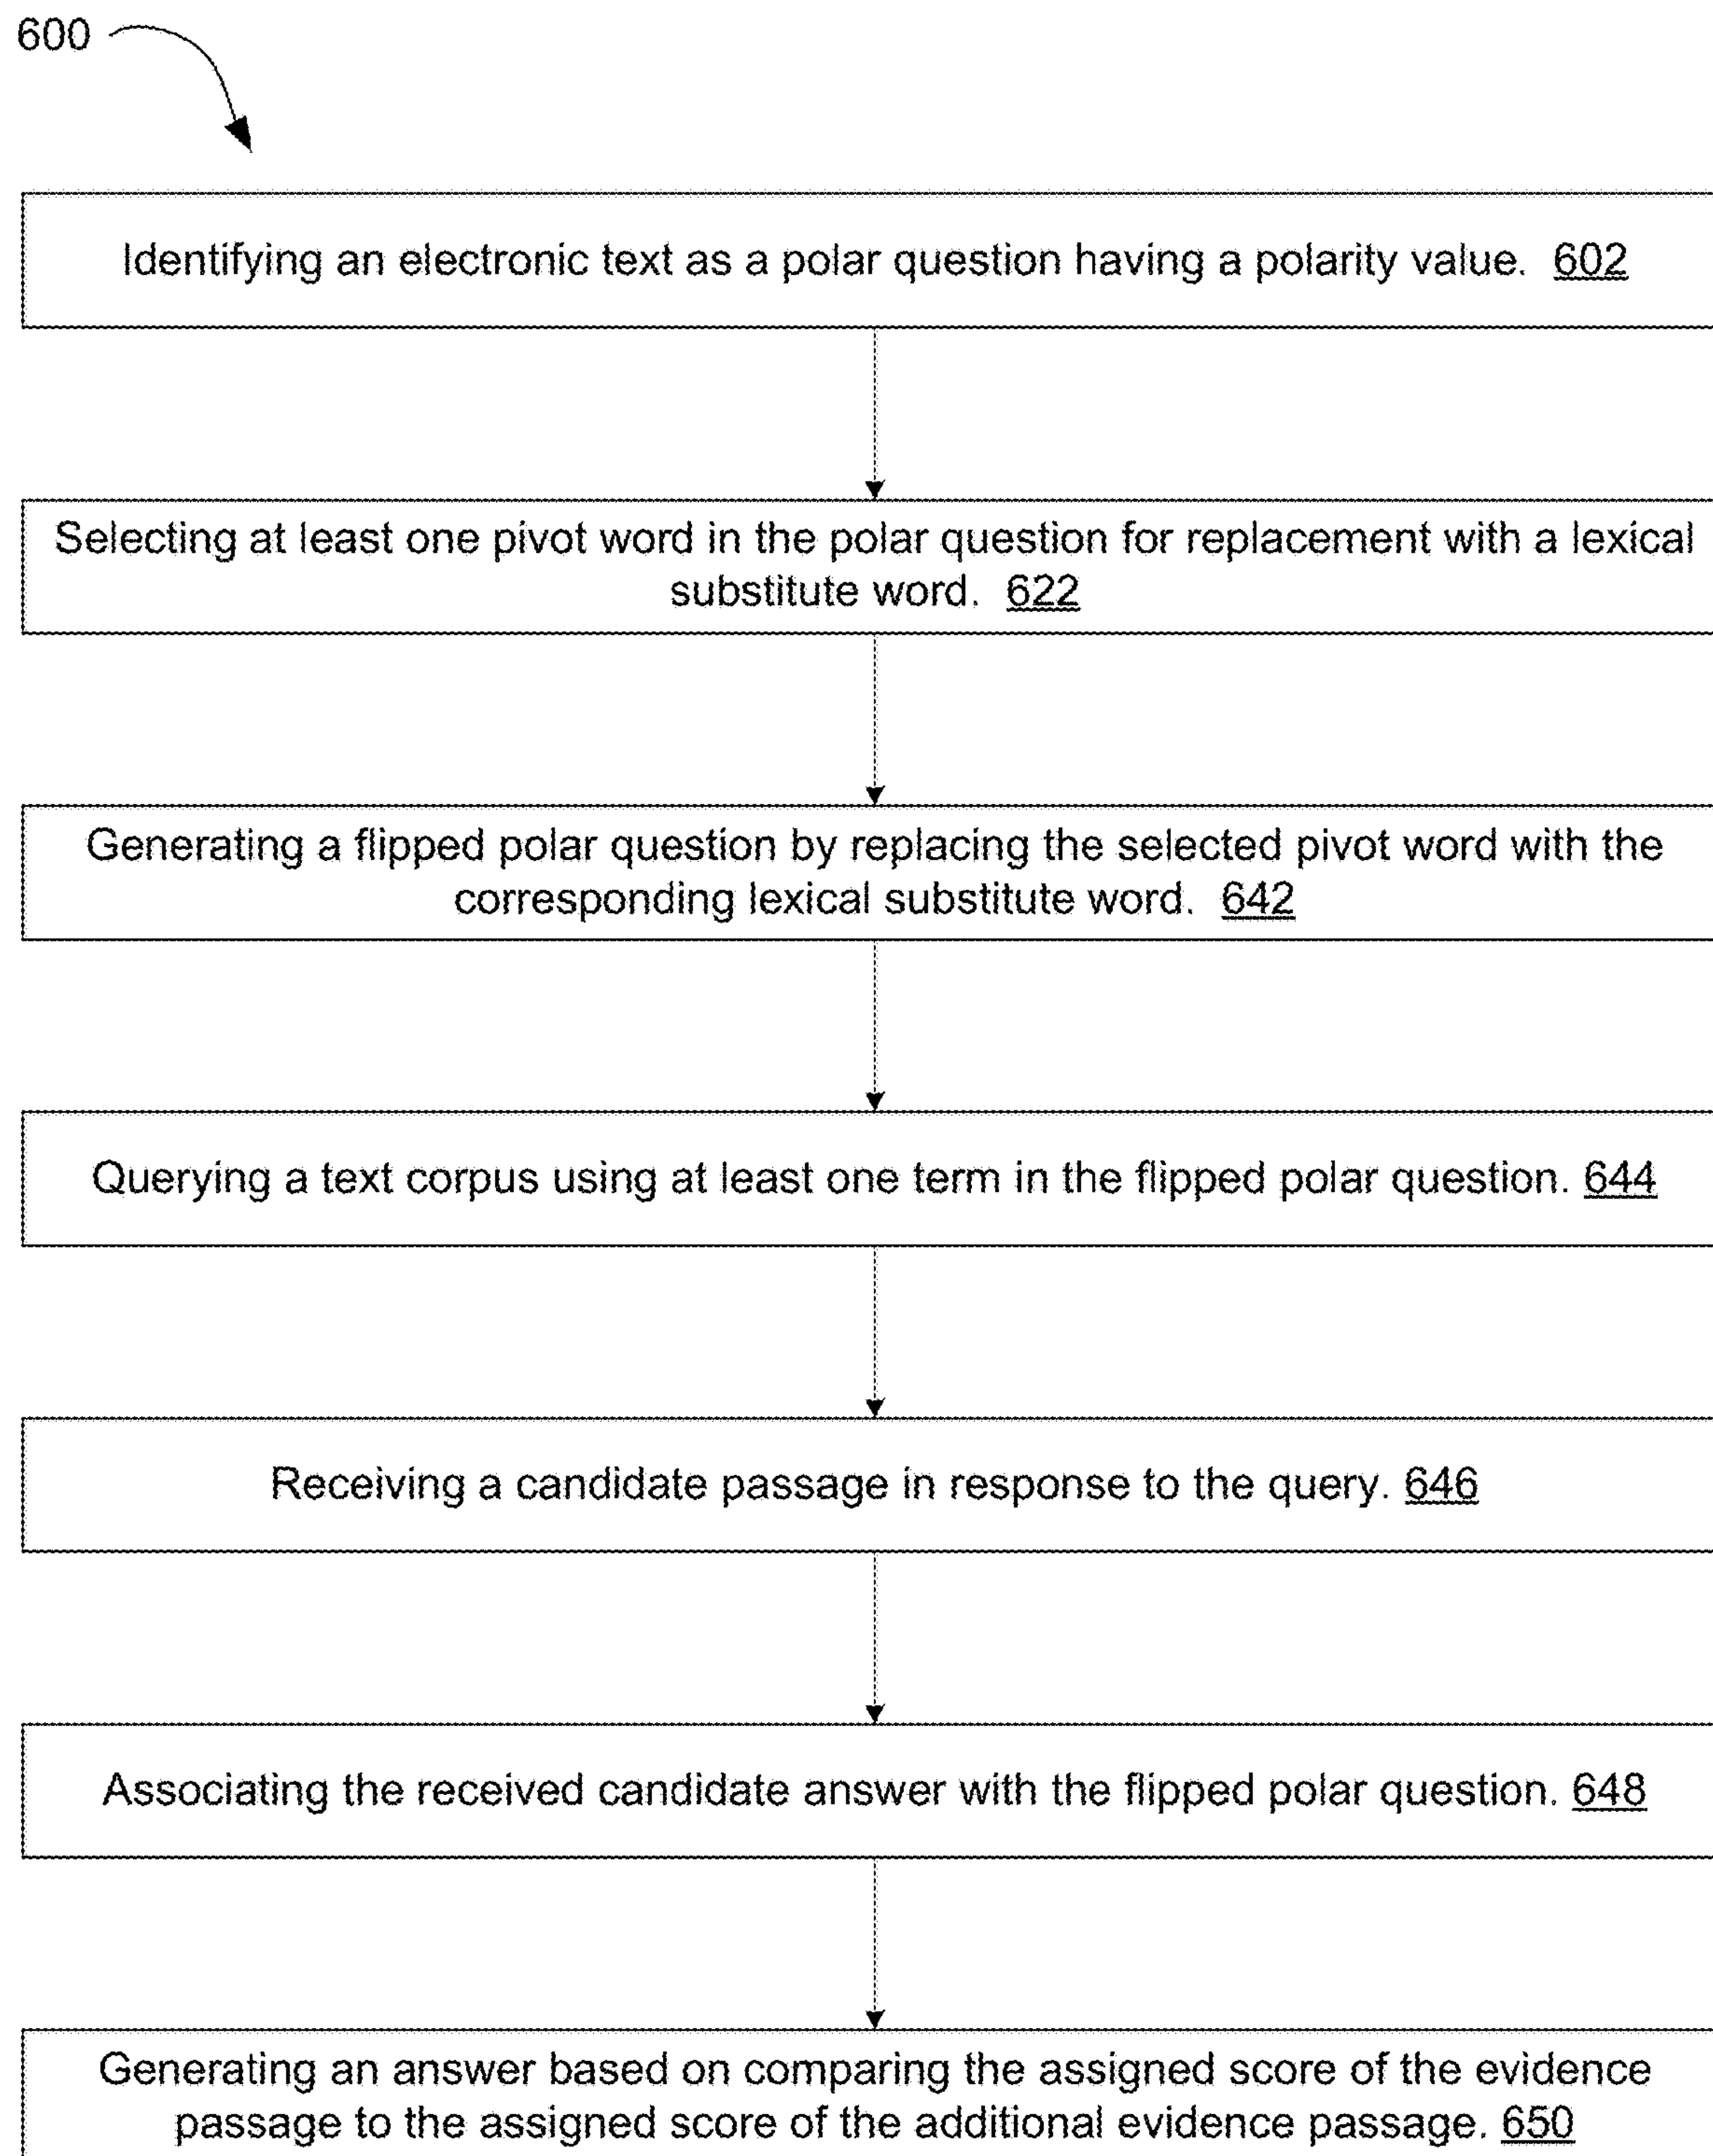 600
Identifying an electronic text as a polar question having a polarity value. 602
Selecting at least one pivot word in the polar question for replacement with a lexical
substitute word. 622
Generating a flipped polar question by replacing the selected pivot word with the
corresponding lexical substitute word. 642
Querying a text corpus using at least one term in the flipped polar question. 644
Receiving a candidate passage in response to the query. 646
Associating the received candidate answer with the flipped polar question. 648
Generating an answer based on comparing the assigned score of the evidence
passage to the assigned score of the additional evidence passage. 650